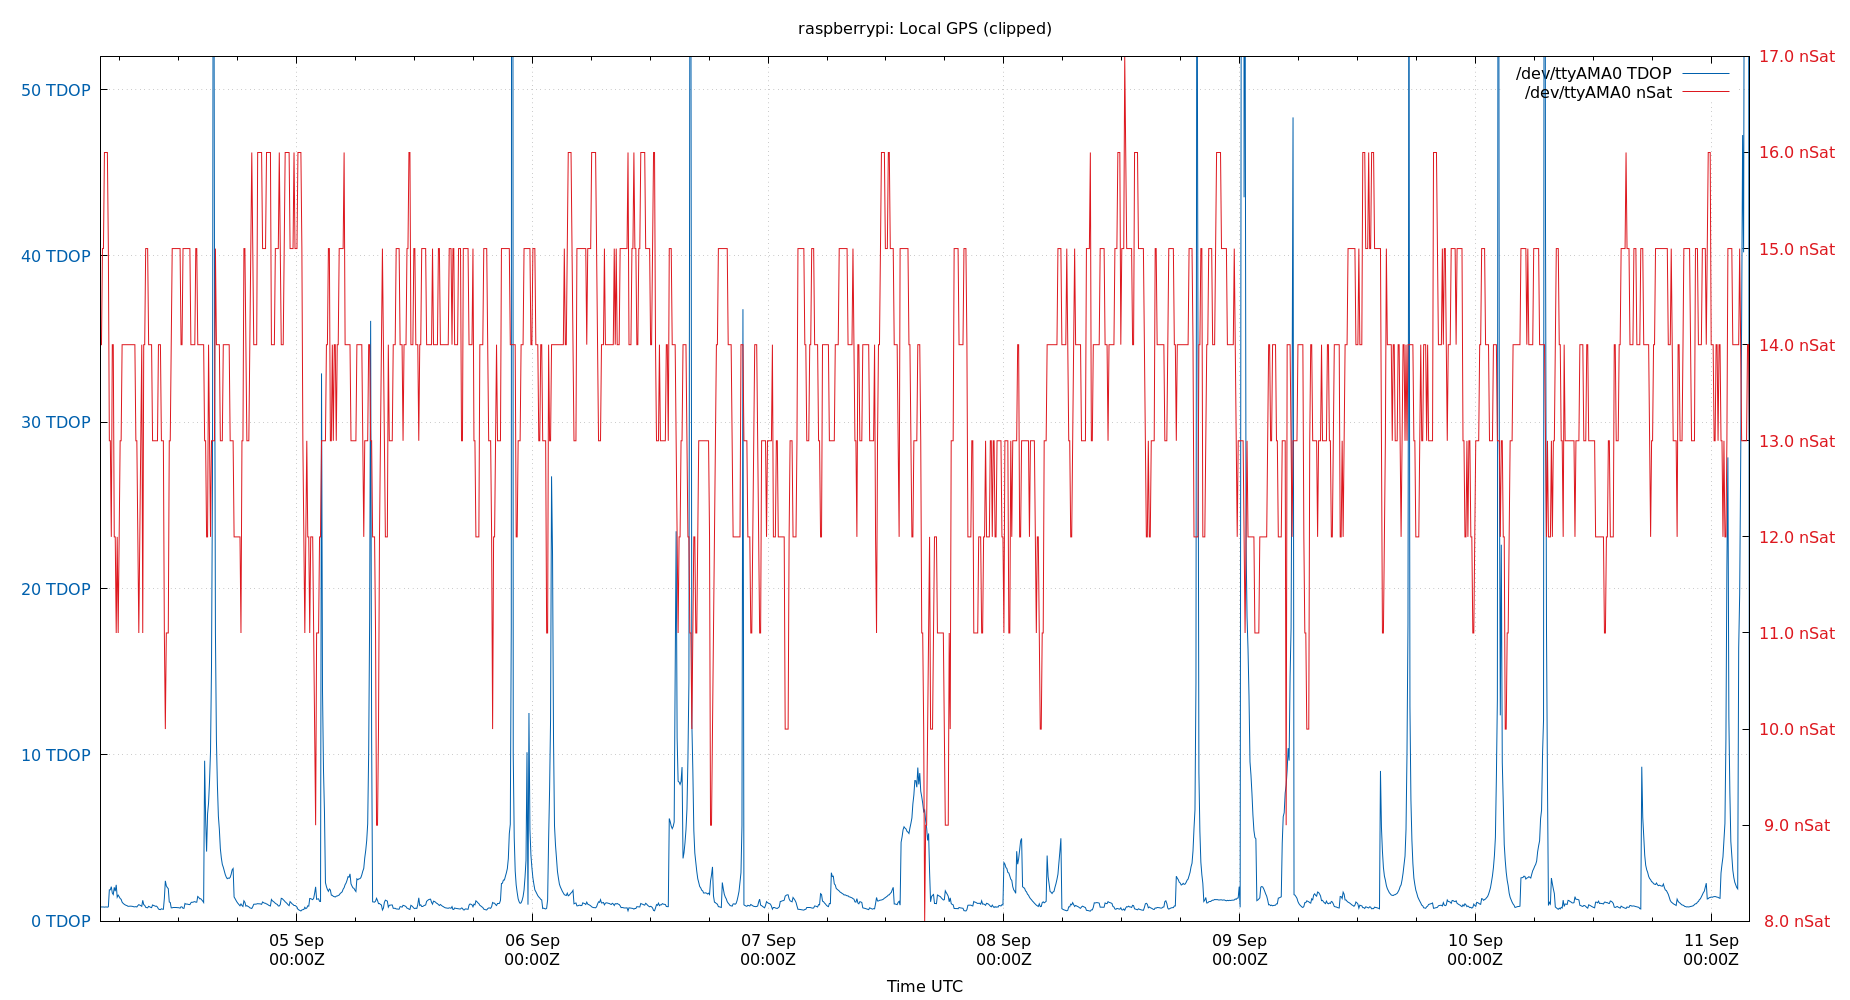 raspberrypi: Local GPS (clipped)
/dev/ttyAMA0 TDOP
/dev/ttyAMA0 nSat
50 TDOP
40 TDOP
30 TDOP
20 TDOP
10 TDOP
0 TDOP
17.0 nSat
16.0 nSat
15.0 nSat
14.0 nSat
13.0 nSat
12.0 nSat
11.0 nSat
10.0 nSat
9.0 nSat
8.0 nSat
05 Sep
00:00Z
06 Sep
00:00Z
07 Sep
00:00Z
08 Sep
00:00Z
09 Sep
00:00Z
10 Sep
00:00Z
11 Sep
00:00Z
Time UTC